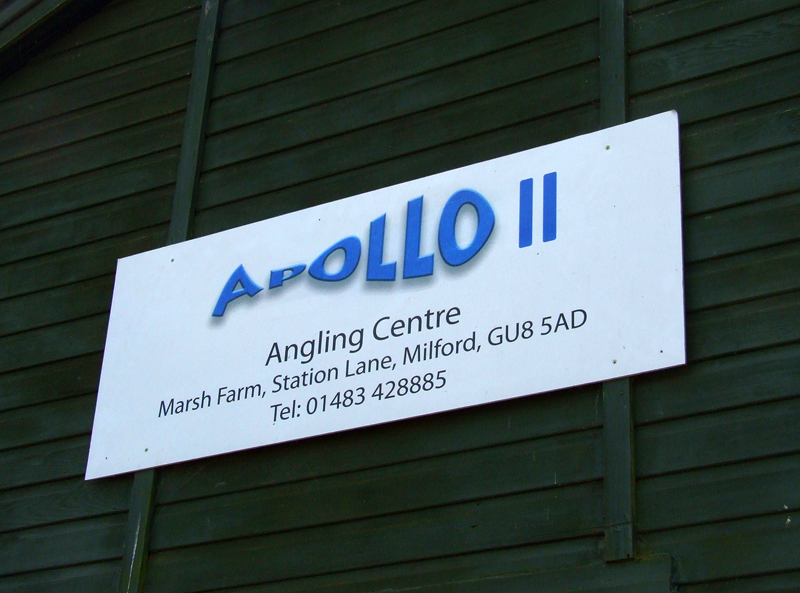 APOLLO II
Angling Centre
Marsh Farm, Station Lane, Milford, GU8 5AD
Tel: 01483 428885